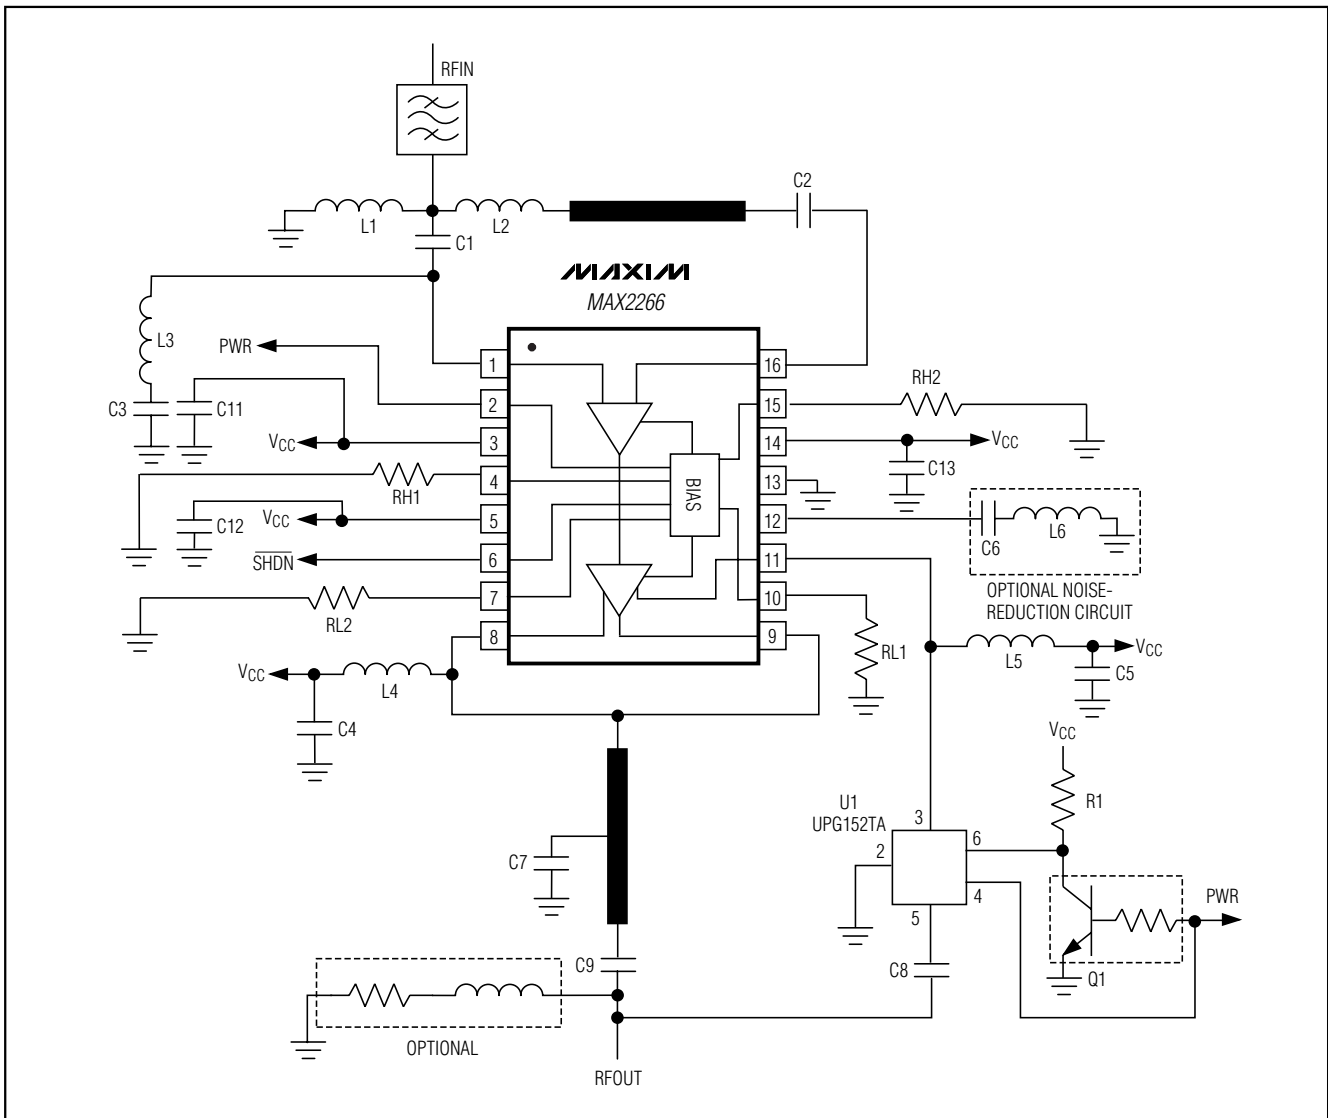 RFIN
C2
L1
L2
C1
MAXIM
MAX2266
L3
PWR
1
16
RH2
C3
C11
2
15
VCC
3
14
VCC
C13
RH1
4
13
BIAS
C12
VCC
5
12
C6
L6
SHDN
6
11
OPTIONAL NOISE-
REDUCTION CIRCUIT
RL2
7
10
8
9
RL1
L5
VCC
C5
VCC
L4
C4
VCC
R1
U1
UPG152TA
3
6
2
4
5
C7
PWR
Q1
C9
C8
OPTIONAL
RFOUT